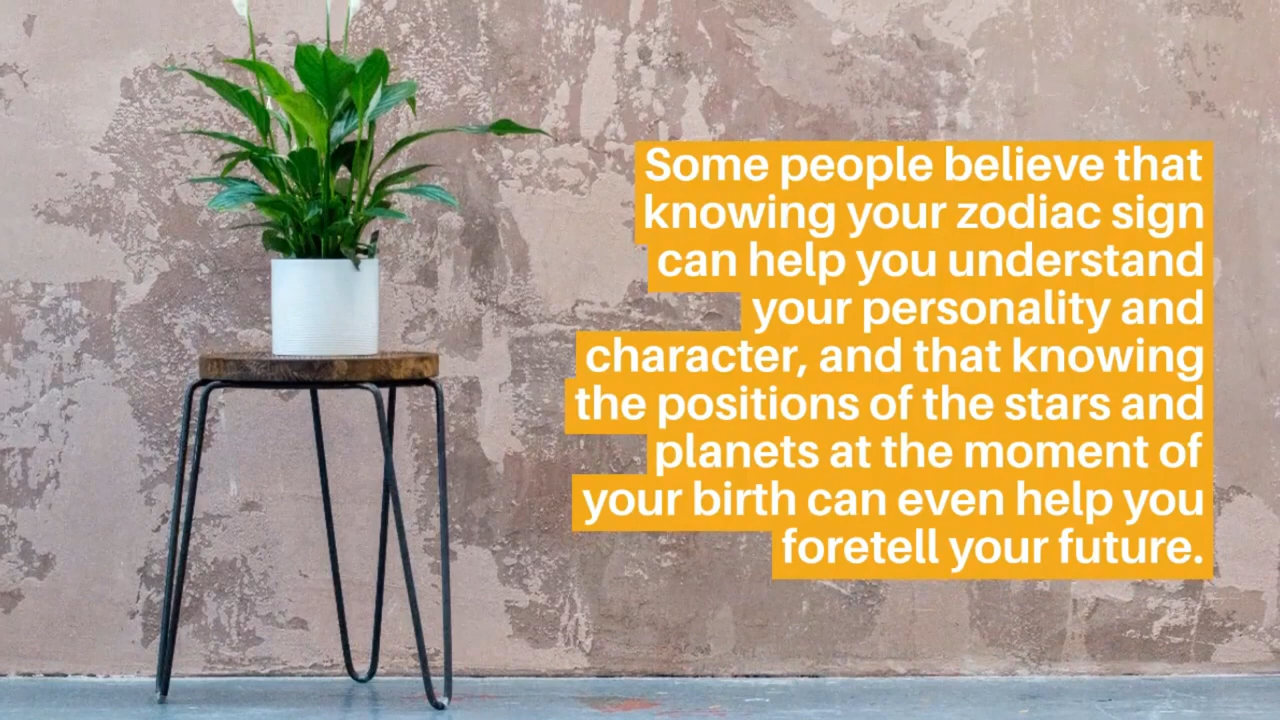 Some people believe that
knowing your zodiac sign
can help you understand
your personality and
character, and that knowing
the positions of the stars and
planets at the moment of
your birth can even help you
foretell your future.